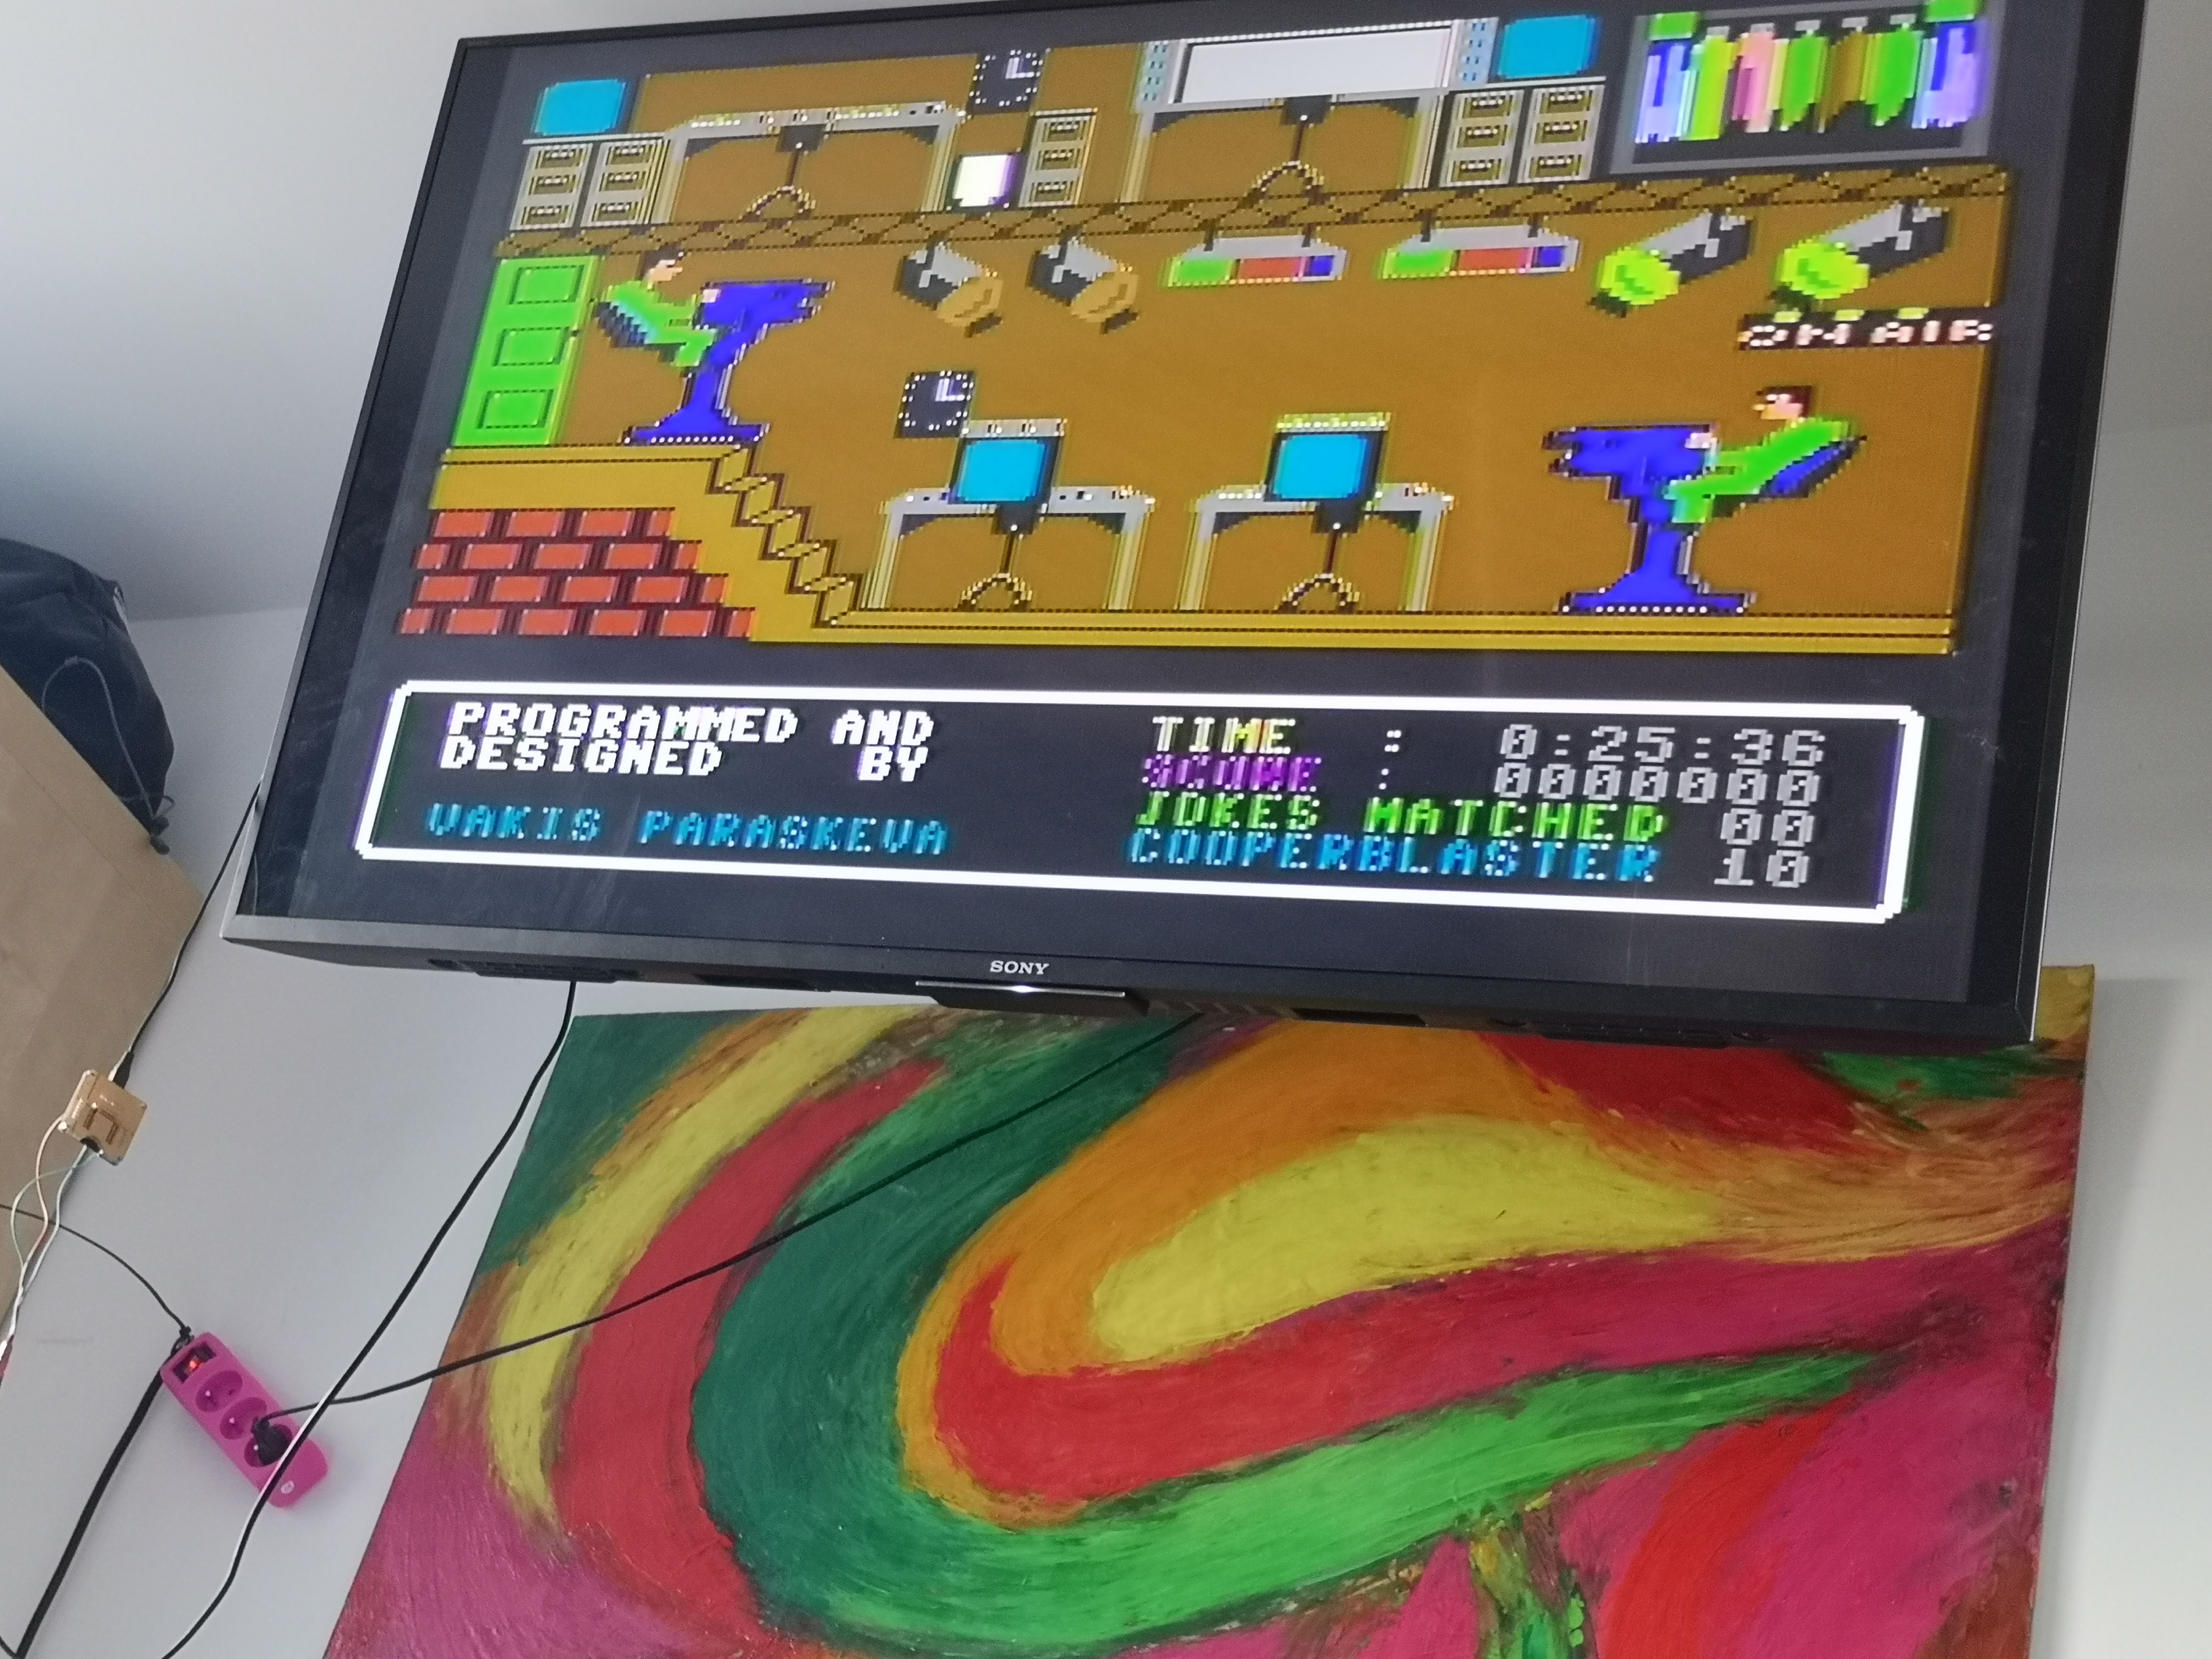 ON AIR
PROGRAMMED AND
DESIGNED BY
VAKIS PARASKEVA
TIME : 0:25:36
SCORE : 0000000
JOKES MATCHED 00
COOPERBLASTER 10
SONY